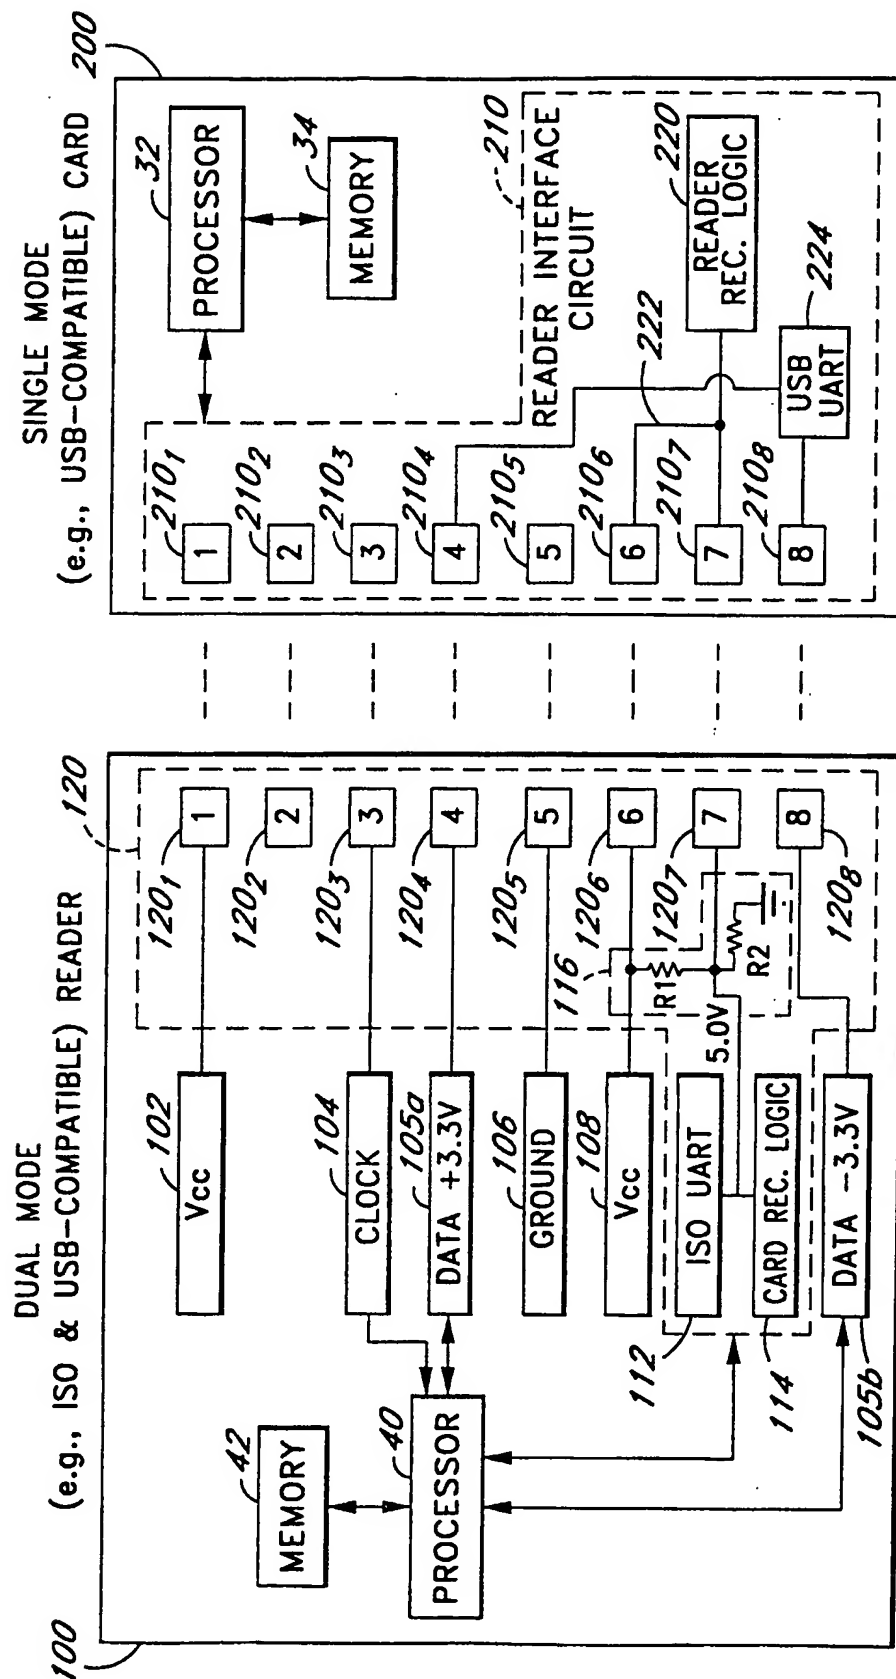 DUAL MODE
(e.g., ISO & USB-COMPATIBLE) READER
100
120
MEMORY
42
PROCESSOR
40
Vcc
102
CLOCK
104
DATA +3.3V
105a
GROUND
106
Vcc
108
ISO UART
112
CARD REC. LOGIC
114
DATA −3.3V
105b
5.0V
116
R1
R2
120₁
1
120₂
2
120₃
3
120₄
4
120₅
5
120₆
6
120₇
7
120₈
8
SINGLE MODE
(e.g., USB-COMPATIBLE) CARD
200
210₁
1
210₂
2
210₃
3
210₄
4
210₅
5
210₆
6
210₇
7
210₈
8
PROCESSOR
32
MEMORY
34
READER INTERFACE
CIRCUIT
210
222
READER
REC. LOGIC
220
USB
UART
224